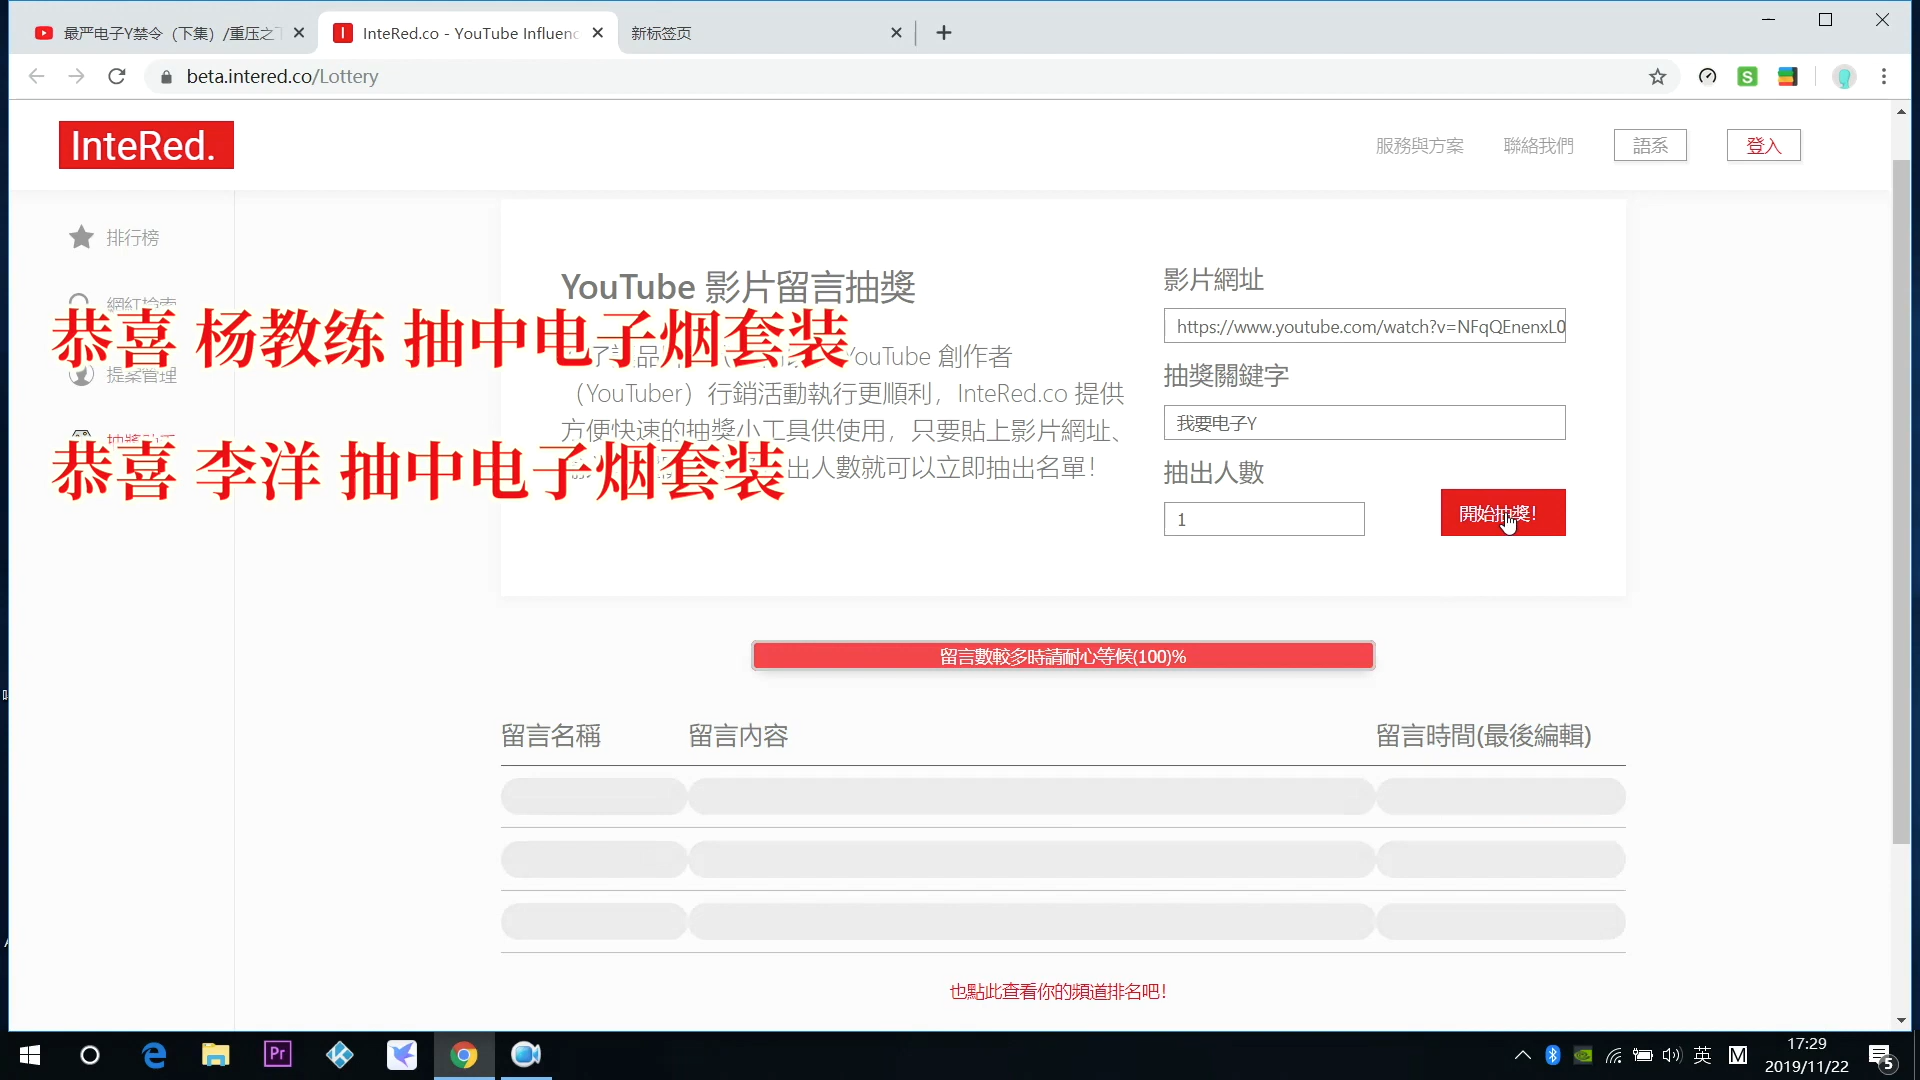 最严电子Y禁令（下集）/重压之下
InteRed.co - YouTube Influenc
新标签页
beta.intered.co/Lottery
InteRed.
服務與方案
聯絡我們
語系
登入
排行榜
提案管理
恭喜 杨教练 抽中电子烟套装
恭喜 李洋 抽中电子烟套装
YouTube 影片留言抽獎
YouTube 創作者
（YouTuber）行銷活動執行更順利，InteRed.co 提供
方便快速的抽獎小工具供使用，只要貼上影片網址、
出人數就可以立即抽出名單！
影片網址
https://www.youtube.com/watch?v=NFqQEnenxL0
抽獎關鍵字
我要电子Y
抽出人數
1
開始抽獎！
留言數較多時請耐心等候(100)%
留言名稱
留言內容
留言時間(最後編輯)
也點此查看你的頻道排名吧！
英
M
17:29
2019/11/22
5